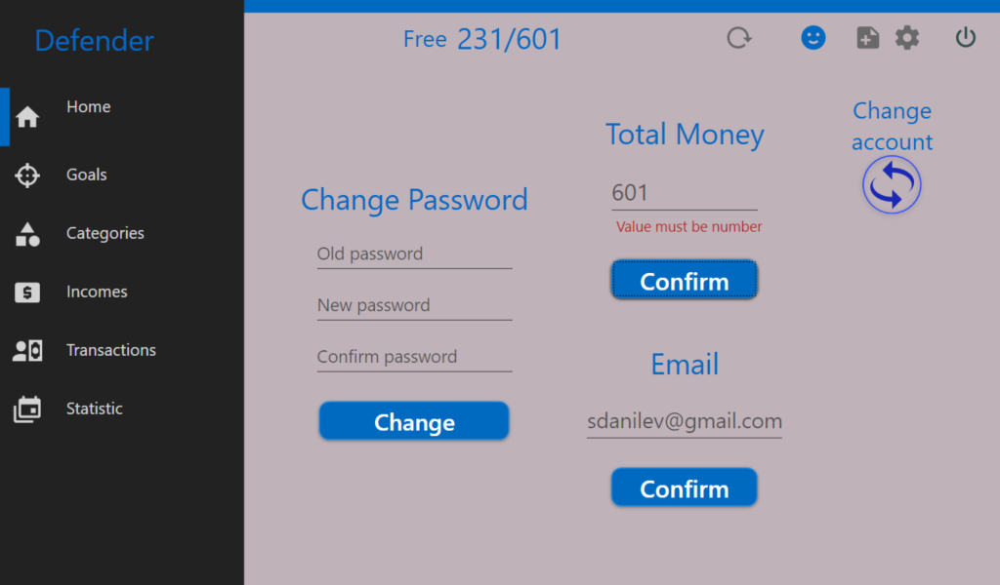 Defender
Free 231/601
Home
Goals
Categories
Incomes
Transactions
Statistic
Change Password
Old password
New password
Confirm password
Change
Total Money
601
Value must be number
Confirm
Email
sdanilev@gmail.com
Confirm
Change
account